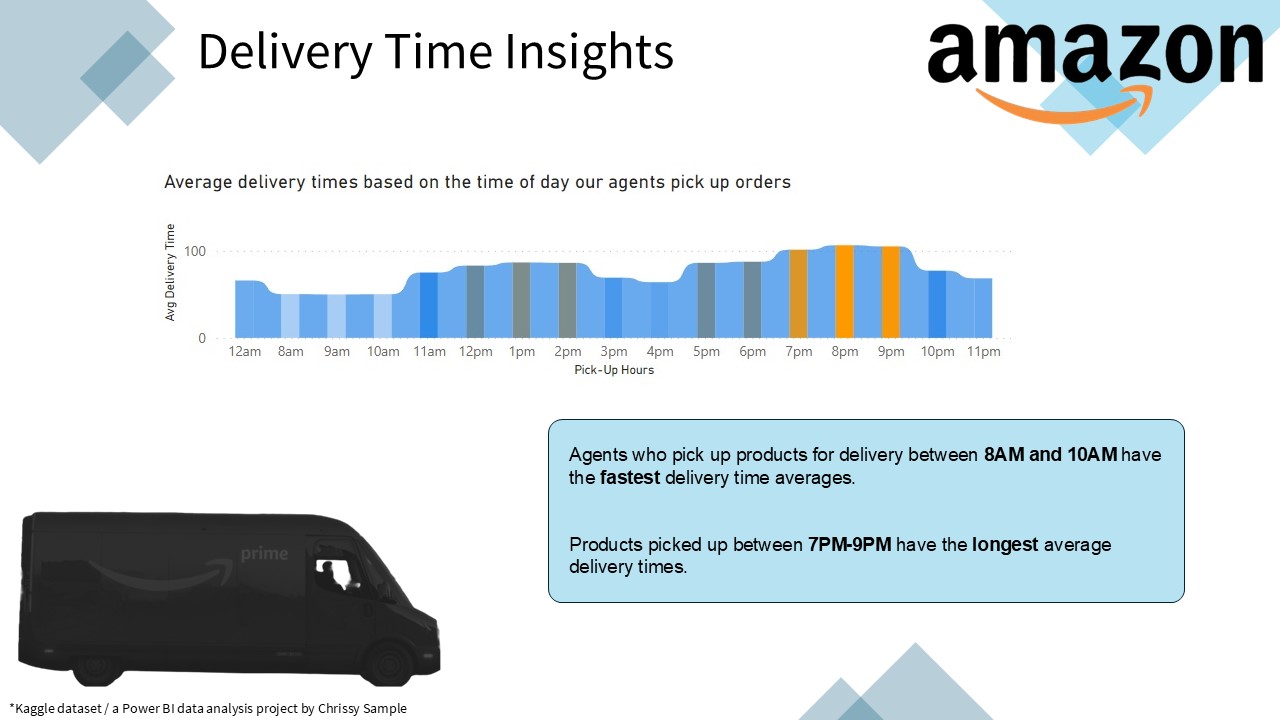 Delivery Time Insights
amazon
Average delivery times based on the time of day our agents pick up orders
Avg Delivery Time
100
0
12am 8am 9am 10am 11am 12pm 1pm 2pm 3pm 4pm 5pm 6pm 7pm 8pm 9pm 10pm 11pm
Pick-Up Hours
Agents who pick up products for delivery between 8AM and 10AM have
the fastest delivery time averages.
Products picked up between 7PM-9PM have the longest average
delivery times.
prime
*Kaggle dataset / a Power BI data analysis project by Chrissy Sample